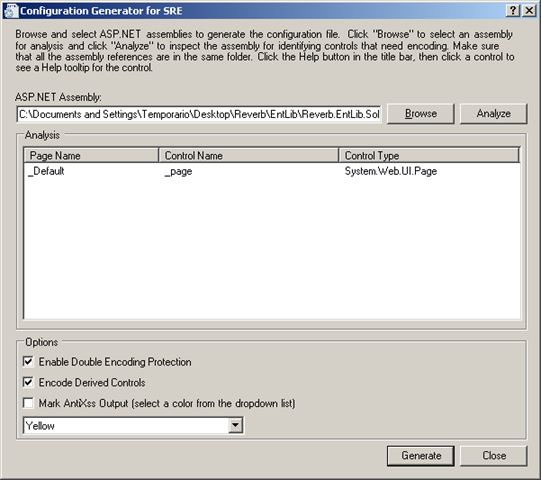 Configuration Generator for SRE
Browse and select ASP.NET assemblies to generate the configuration file. Click "Browse" to select an assembly
for analysis and click "Analyze" to inspect the assembly for identifying controls that need encoding. Make sure
that all the assembly references are in the same folder. Click the Help button in the title bar, then click a control to
see a Help tooltip for the control.
ASP.NET Assembly:
C:\Documents and Settings\Temporario\Desktop\Reverb\EntLib\Reverb.EntLib.Sol Browse Analyze
Analysis
Page Name Control Name Control Type
_Default _page System.Web.UI.Page
Options
Enable Double Encoding Protection
Encode Derived Controls
Mark AntiXss Output (select a color from the dropdown list)
Yellow
Generate Close